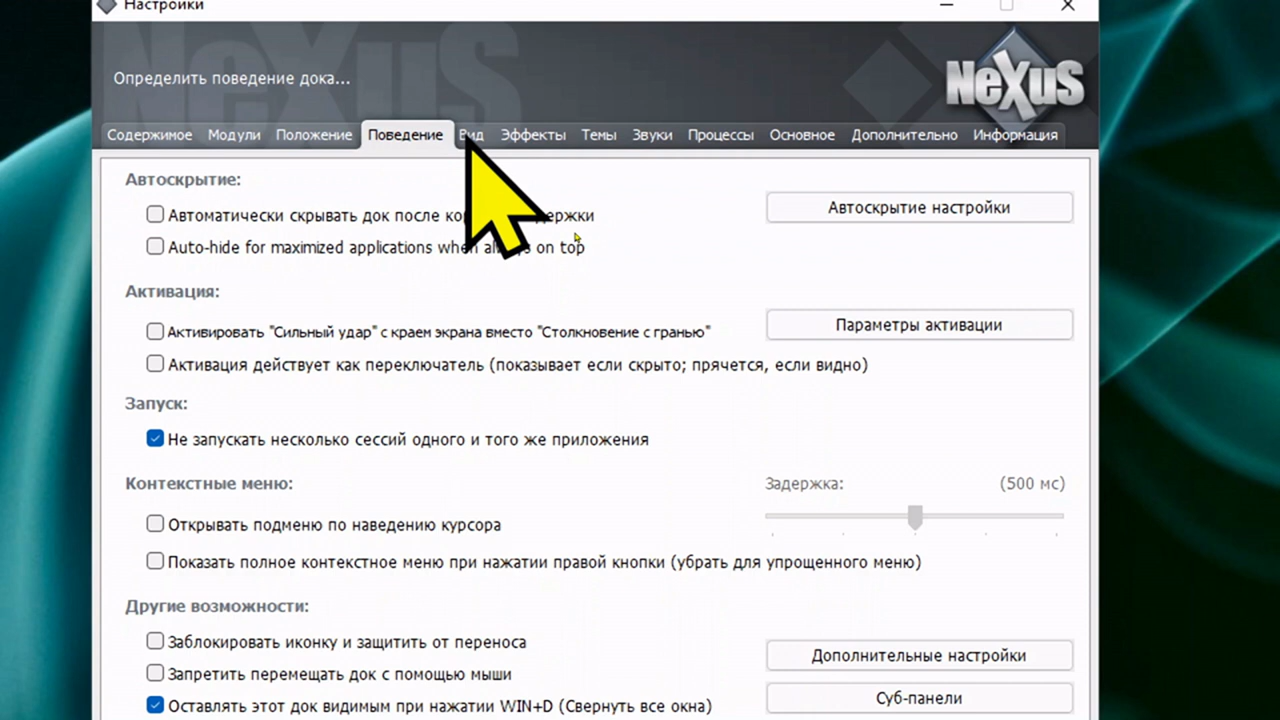 Настройки
NeXuS
Определить поведение дока...
NeXuS
Содержимое Модули Положение Поведение Вид Эффекты Темы Звуки Процессы Основное Дополнительно Информация
Автоскрытие:
Автоматически скрывать док после
Автоскрытие настройки
Auto-hide for maximized applications when on top
Активация:
Активировать "Сильный удар" с краем экрана вместо "Столкновение с гранью"
Параметры активации
Активация действует как переключатель (показывает если скрыто; прячется, если видно)
Запуск:
Не запускать несколько сессий одного и того же приложения
Контекстные меню:
Задержка: (500 мс)
Открывать подменю по наведению курсора
Показать полное контекстное меню при нажатии правой кнопки (убрать для упрощенного меню)
Другие возможности:
Заблокировать иконку и защитить от переноса
Дополнительные настройки
Запретить перемещать док с помощью мыши
Суб-панели
Оставлять этот док видимым при нажатии WIN+D (Свернуть все окна)